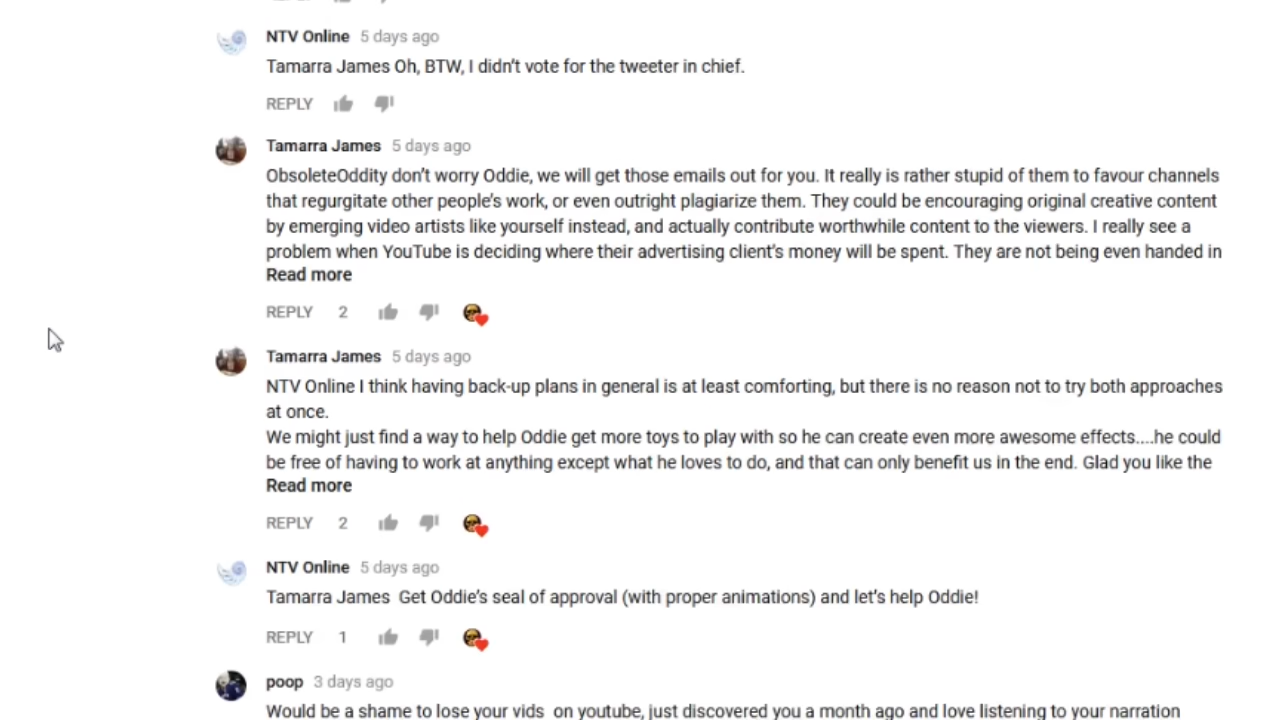 NTV Online 5 days ago
Tamarra James Oh, BTW, I didn't vote for the tweeter in chief.
REPLY
Tamarra James 5 days ago
ObsoleteOddity don't worry Oddie, we will get those emails out for you. It really is rather stupid of them to favour channels
that regurgitate other people's work, or even outright plagiarize them. They could be encouraging original creative content
by emerging video artists like yourself instead, and actually contribute worthwhile content to the viewers. I really see a
problem when YouTube is deciding where their advertising client's money will be spent. They are not being even handed in
Read more
REPLY 2
Tamarra James 5 days ago
NTV Online I think having back-up plans in general is at least comforting, but there is no reason not to try both approaches
at once.
We might just find a way to help Oddie get more toys to play with so he can create even more awesome effects....he could
be free of having to work at anything except what he loves to do, and that can only benefit us in the end. Glad you like the
Read more
REPLY 2
NTV Online 5 days ago
Tamarra James  Get Oddie's seal of approval (with proper animations) and let's help Oddie!
REPLY 1
poop 3 days ago
Would be a shame to lose your vids  on youtube, just discovered you a month ago and love listening to your narration